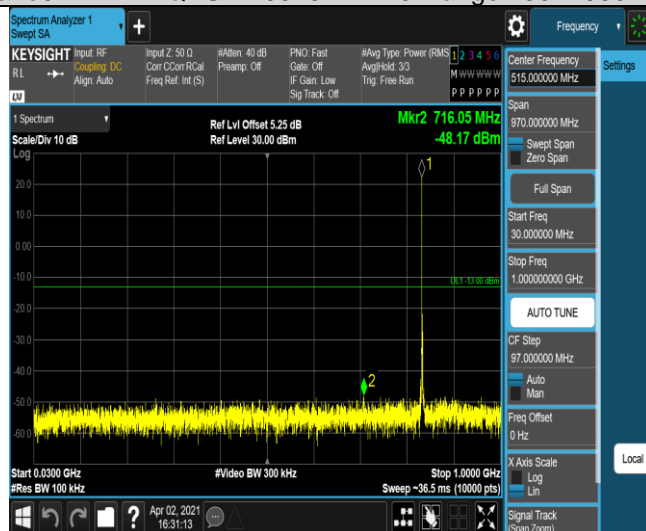 Spectrum Analyzer 1
Swept SA
+
Frequency
KEYSIGHT
RL
LXI
Input: RF
Coupling: DC
Align: Auto
Input Z: 50 Ω
Corr CCorr RCal
Freq Ref: Int (S)
#Atten: 40 dB
Preamp: Off
PNO: Fast
Gate: Off
IF Gain: Low
Sig Track: Off
#Avg Type: Power (RMS
Avg|Hold: 3/3
Trig: Free Run
1 2 3 4 5 6
M W W W W W
P P P P P P
1 Spectrum
Scale/Div 10 dB
Log
Ref Lvl Offset 5.25 dB
Ref Level 30.00 dBm
Mkr2 716.05 MHz
-48.17 dBm
1
20.0
10.0
0.00
-10.0
DL1 -13.00 dBm
-20.0
-30.0
-40.0
2
-50.0
-60.0
Start 0.0300 GHz
#Res BW 100 kHz
#Video BW 300 kHz
Stop 1.0000 GHz
Sweep ~36.5 ms (10000 pts)
?
Apr 02, 2021
16:31:13
Center Frequency
515.000000 MHz
Span
970.000000 MHz
Swept Span
Zero Span
Full Span
Start Freq
30.000000 MHz
Stop Freq
1.000000000 GHz
AUTO TUNE
CF Step
97.000000 MHz
Auto
Man
Freq Offset
0 Hz
X Axis Scale
Log
Lin
Signal Track
(Span Zoom)
Settings
Local